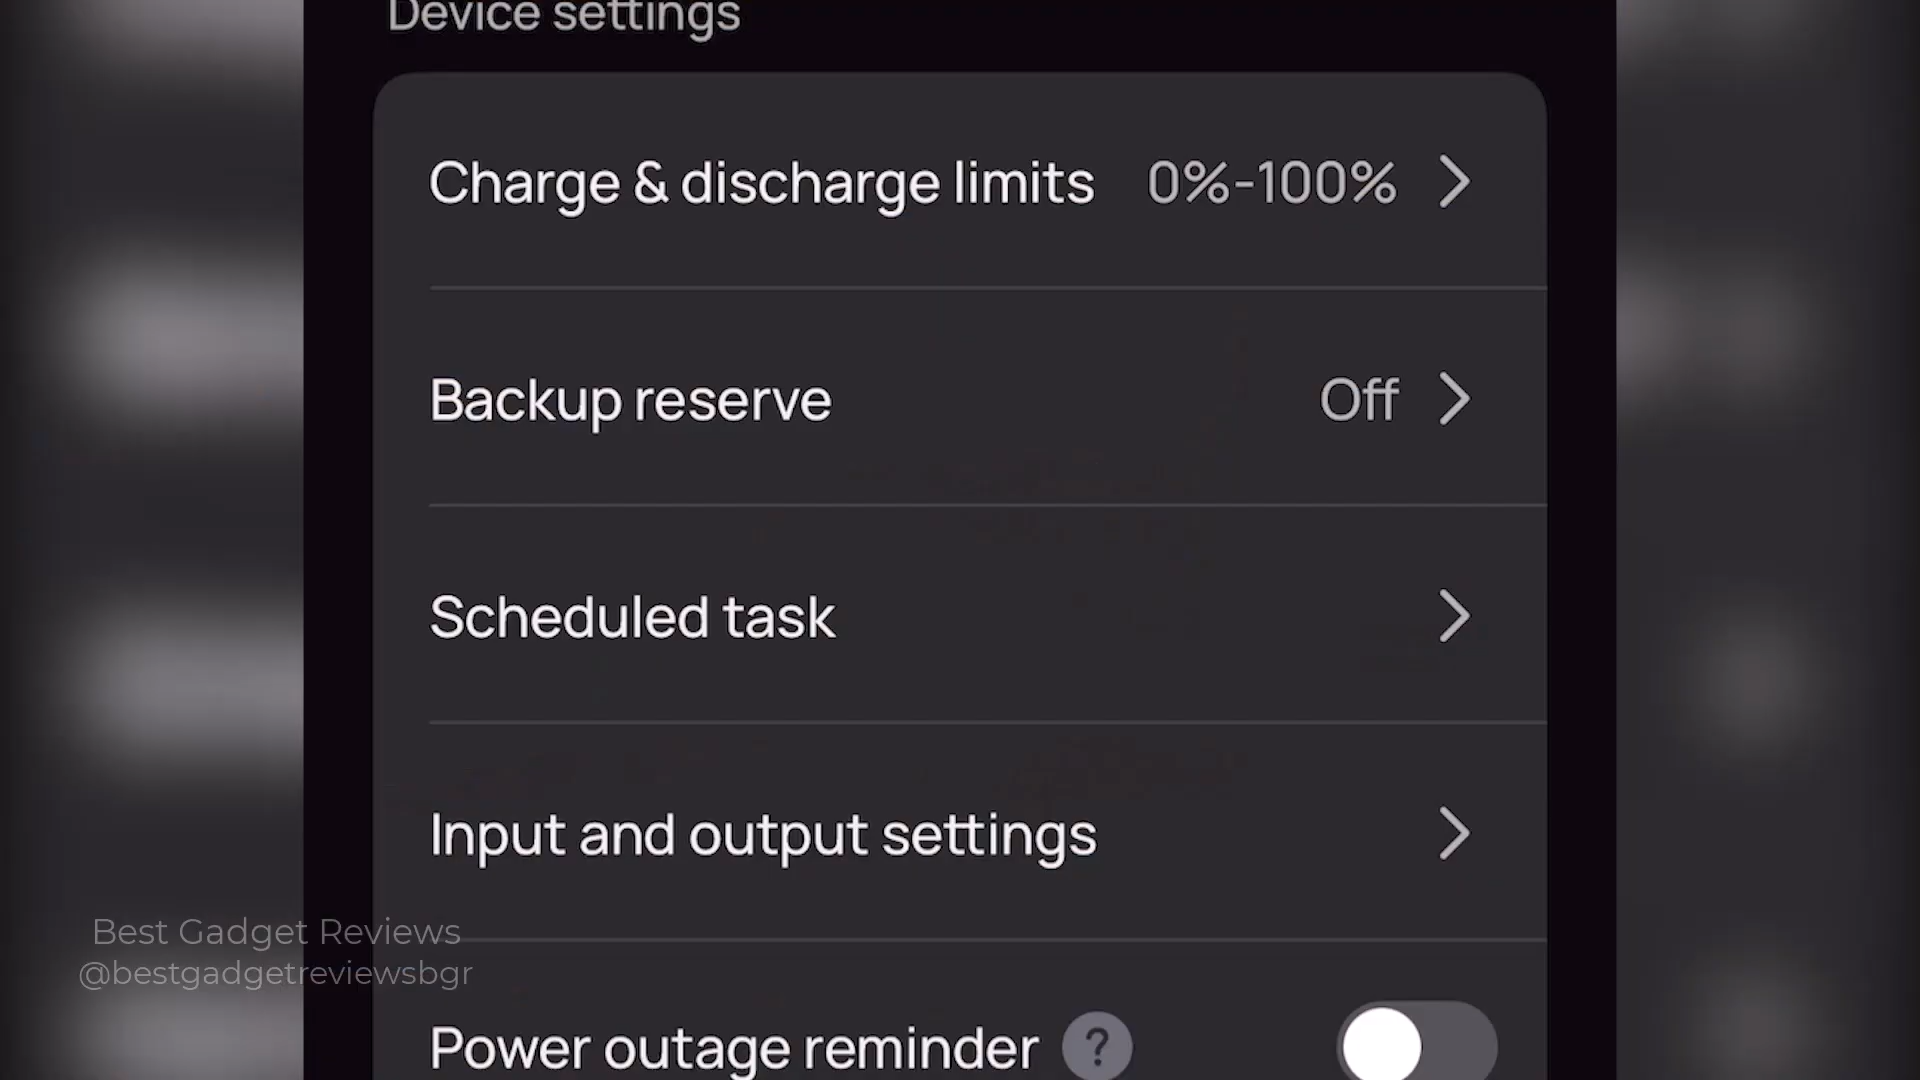 Device settings
Charge & discharge limits 0%-100%
Backup reserve Off
Scheduled task
Input and output settings
Power outage reminder ?
Best Gadget Reviews
@bestgadgetreviewsbgr